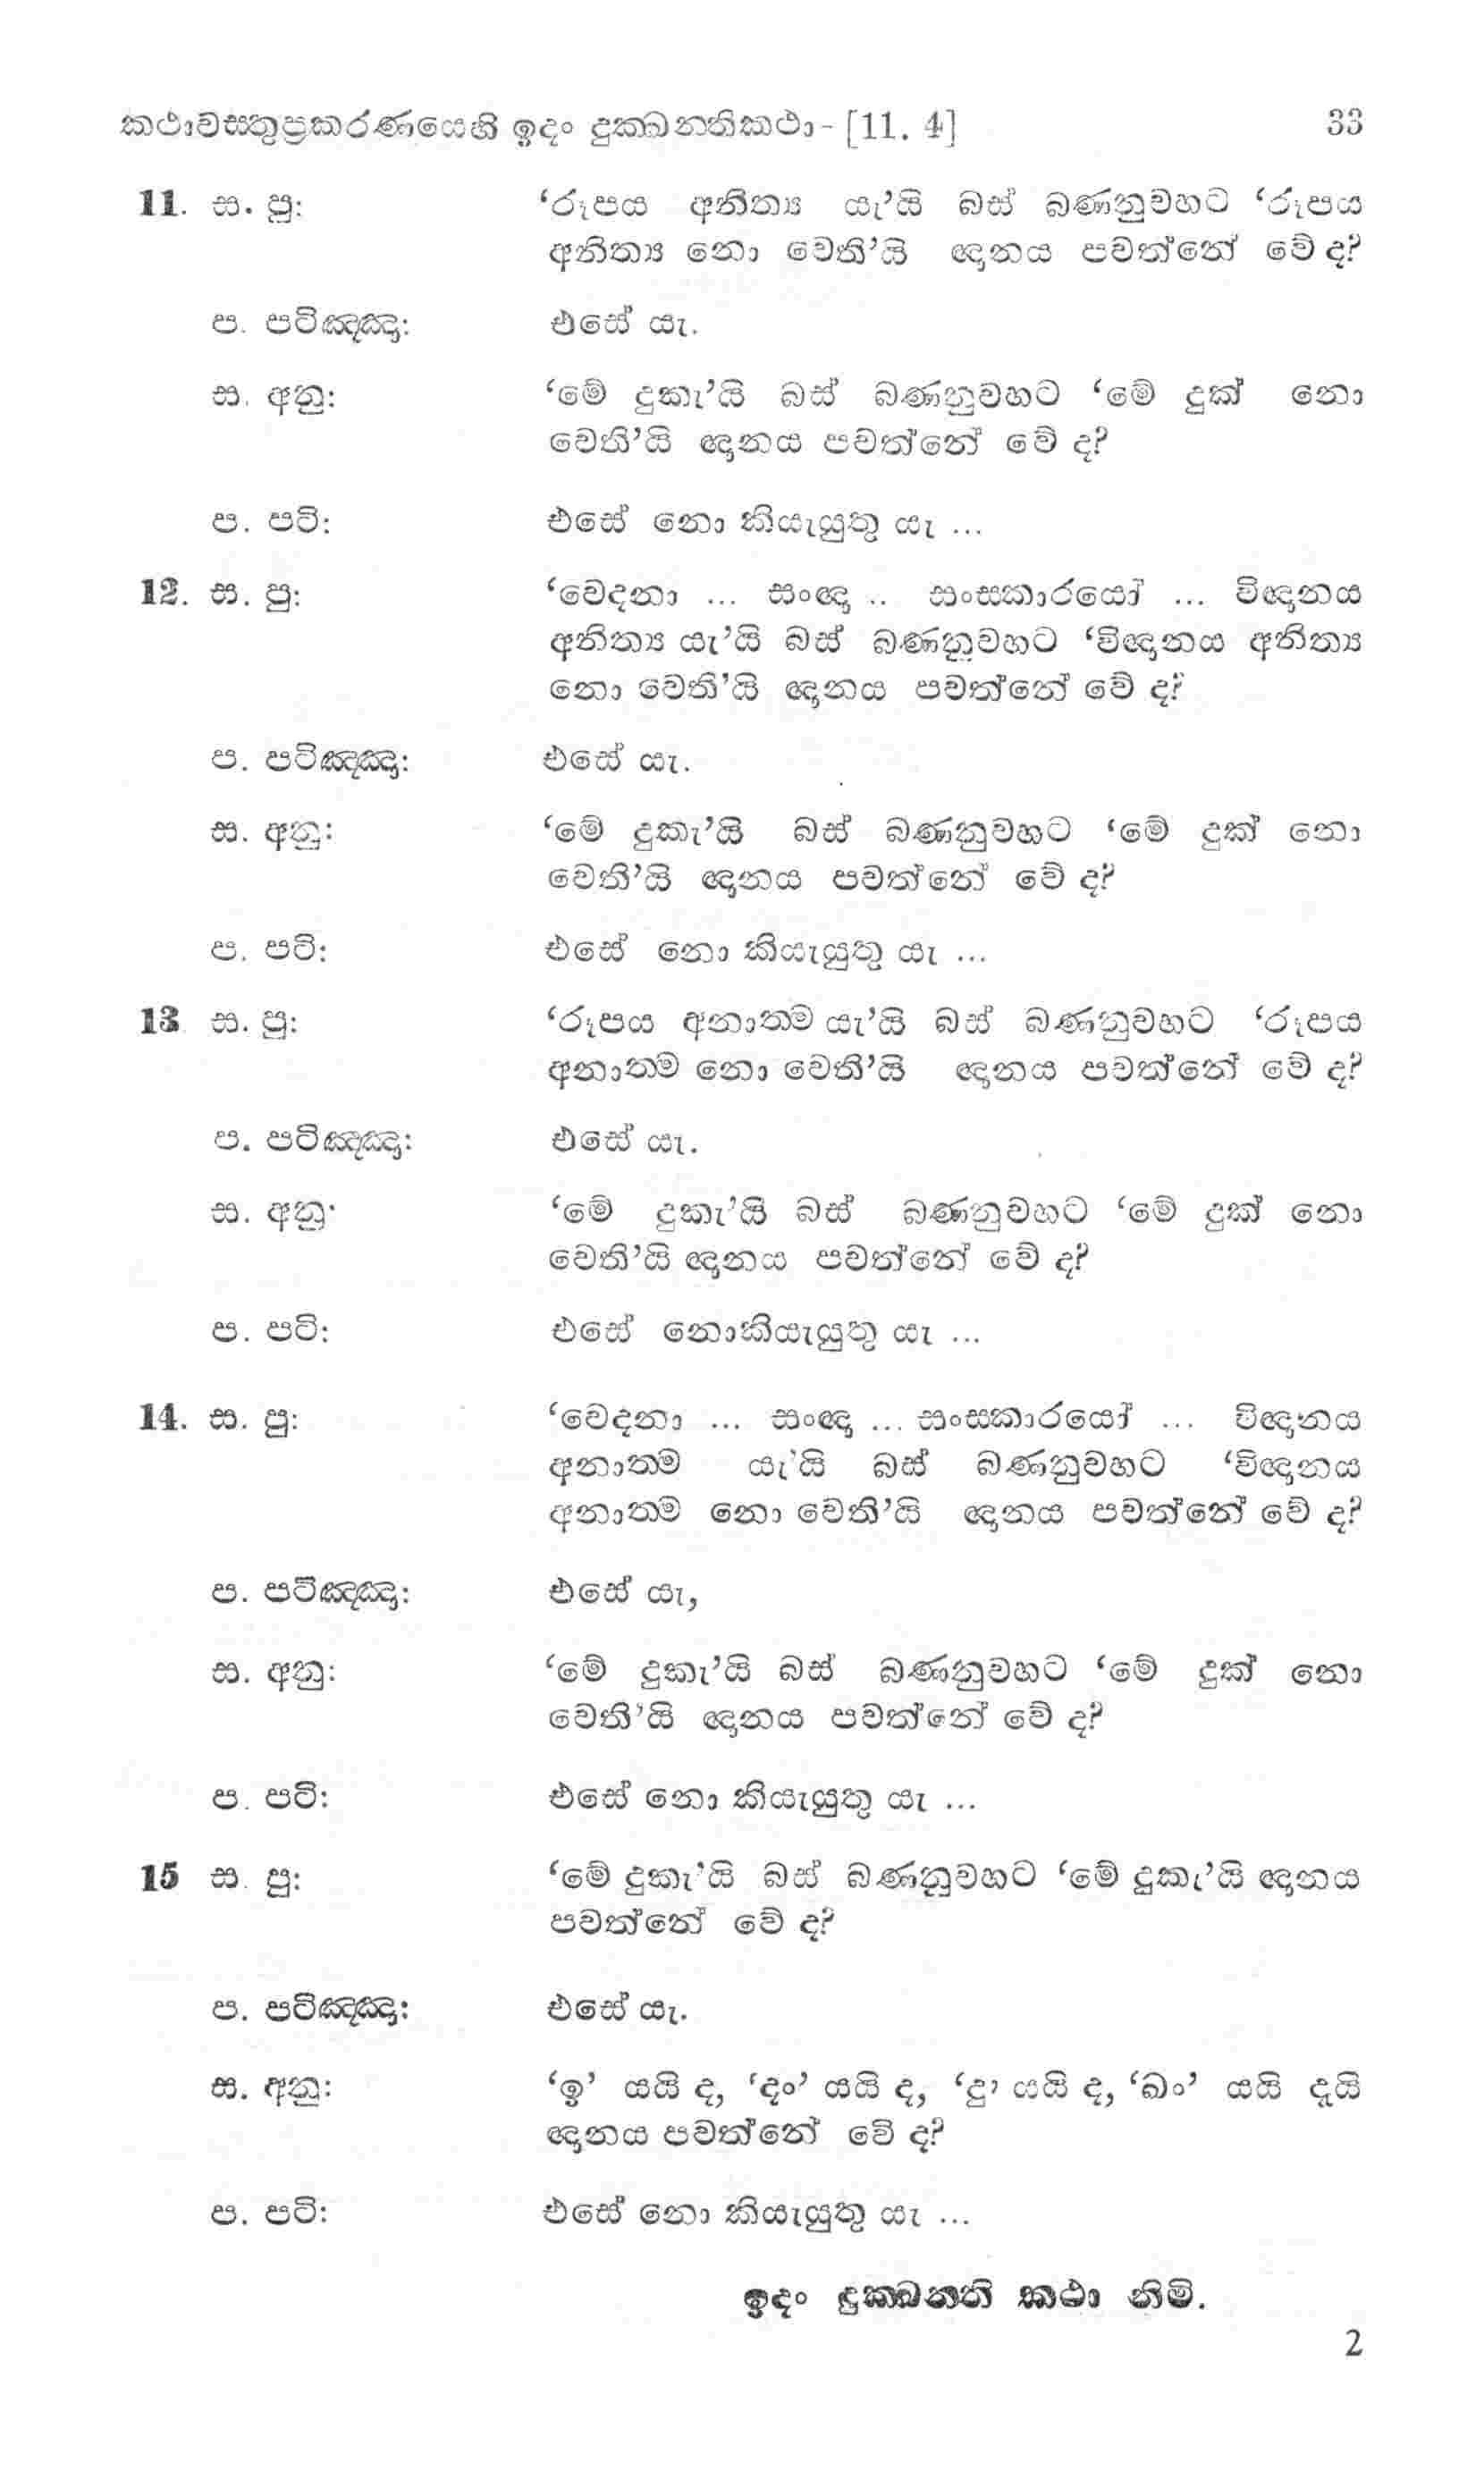 කථාවස්තුප්‍රකරණයෙහි ඉදං දුක්ඛන්තිකථා - [11. 4] 33
11. ස. පු: ‘රූපය අනිත්‍ය යැ’යි බස් බණනුවහට ‘රූපය
අනිත්‍ය නො වෙති’යි ඥානය පවත්නේ වේ ද?
ප. පටිඤ්ඤා: එසේ යැ.
ස. අනු: ‘මේ දුකැ’යි බස් බණනුවහට ‘මේ දුක් නො
වෙති’යි ඥානය පවත්නේ වේ ද?
ප. පටි: එසේ නො කියැයුතු යැ ...
12. ස. පු: ‘වෙදනා ... සංඥා .. සංස්කාරයෝ ... විඥානය
අනිත්‍ය යැ’යි බස් බණනුවහට ‘විඥානය අනිත්‍ය
නො වෙති’යි ඥානය පවත්නේ වේ ද?
ප. පටිඤ්ඤා: එසේ යැ.
ස. අනු: ‘මේ දුකැ’යි බස් බණනුවහට ‘මේ දුක් නො
වෙති’යි ඥානය පවත්නේ වේ ද?
ප. පටි: එසේ නො කියැයුතු යැ ...
13 ස. පු: ‘රූපය අනාත්ම යැ’යි බස් බණනුවහට ‘රූපය
අනාත්ම නො වෙති’යි ඥානය පවත්නේ වේ ද?
ප. පටිඤ්ඤා: එසේ යැ.
ස. අනු: ‘මේ දුකැ’යි බස් බණනුවහට ‘මේ දුක් නො
වෙති’යි ඥානය පවත්නේ වේ ද?
ප. පටි: එසේ නොකියැයුතු යැ ...
14. ස. පු: ‘වෙදනා ... සංඥා ... සංස්කාරයෝ ... විඥානය
අනාත්ම යැ’යි බස් බණනුවහට ‘විඥානය
අනාත්ම නො වෙති’යි ඥානය පවත්නේ වේ ද?
ප. පටිඤ්ඤා: එසේ යැ,
ස. අනු: ‘මේ දුකැ’යි බස් බණනුවහට ‘මේ දුක් නො
වෙති’යි ඥානය පවත්නේ වේ ද?
ප. පටි: එසේ නො කියැයුතු යැ ...
15 ස. පු: ‘මේ දුකැ’යි බස් බණනුවහට ‘මේ දුකැ’යි ඥානය
පවත්නේ වේ ද?
ප. පටිඤ්ඤා: එසේ යැ.
ස. අනු: ‘ඉ’ යයි ද, ‘දං’ යයි ද, ‘දු’ යයි ද, ‘ඛං’ යයි දැයි
ඥානය පවත්නේ වේ ද?
ප. පටි: එසේ නො කියැයුතු යැ ...
ඉදං දුක්ඛන්ති කථා නිමි.
2